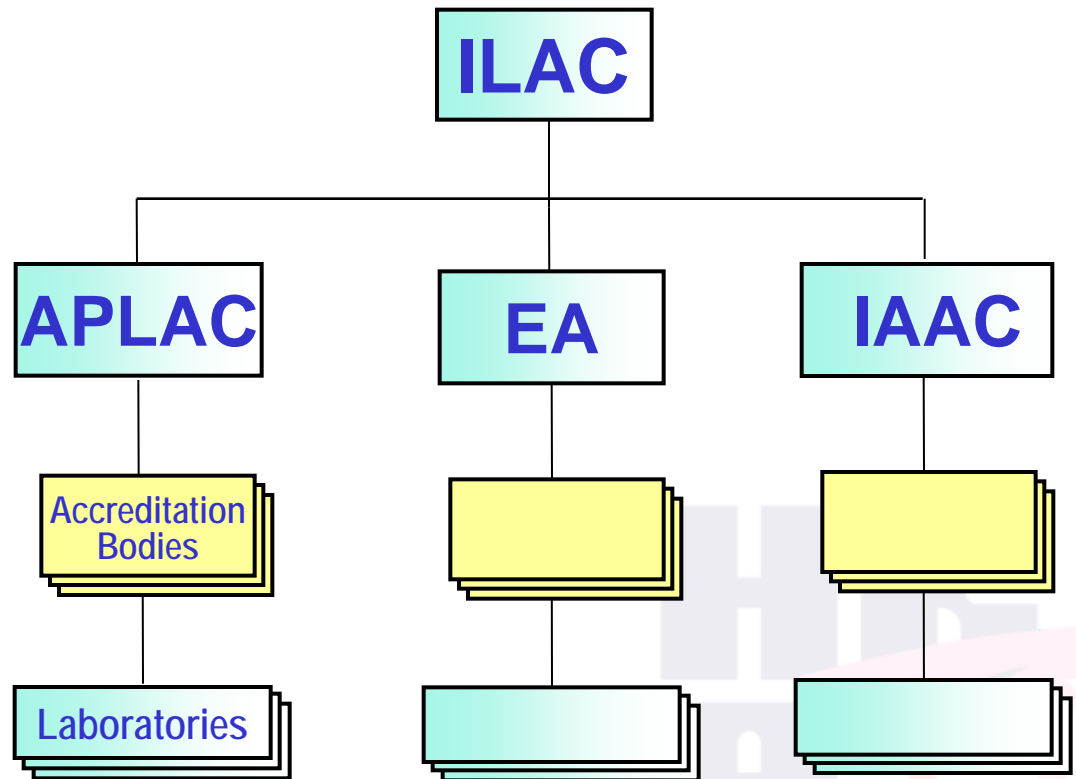 ILAC
APLAC
EA
IAAC
Accreditation
Bodies
Laboratories